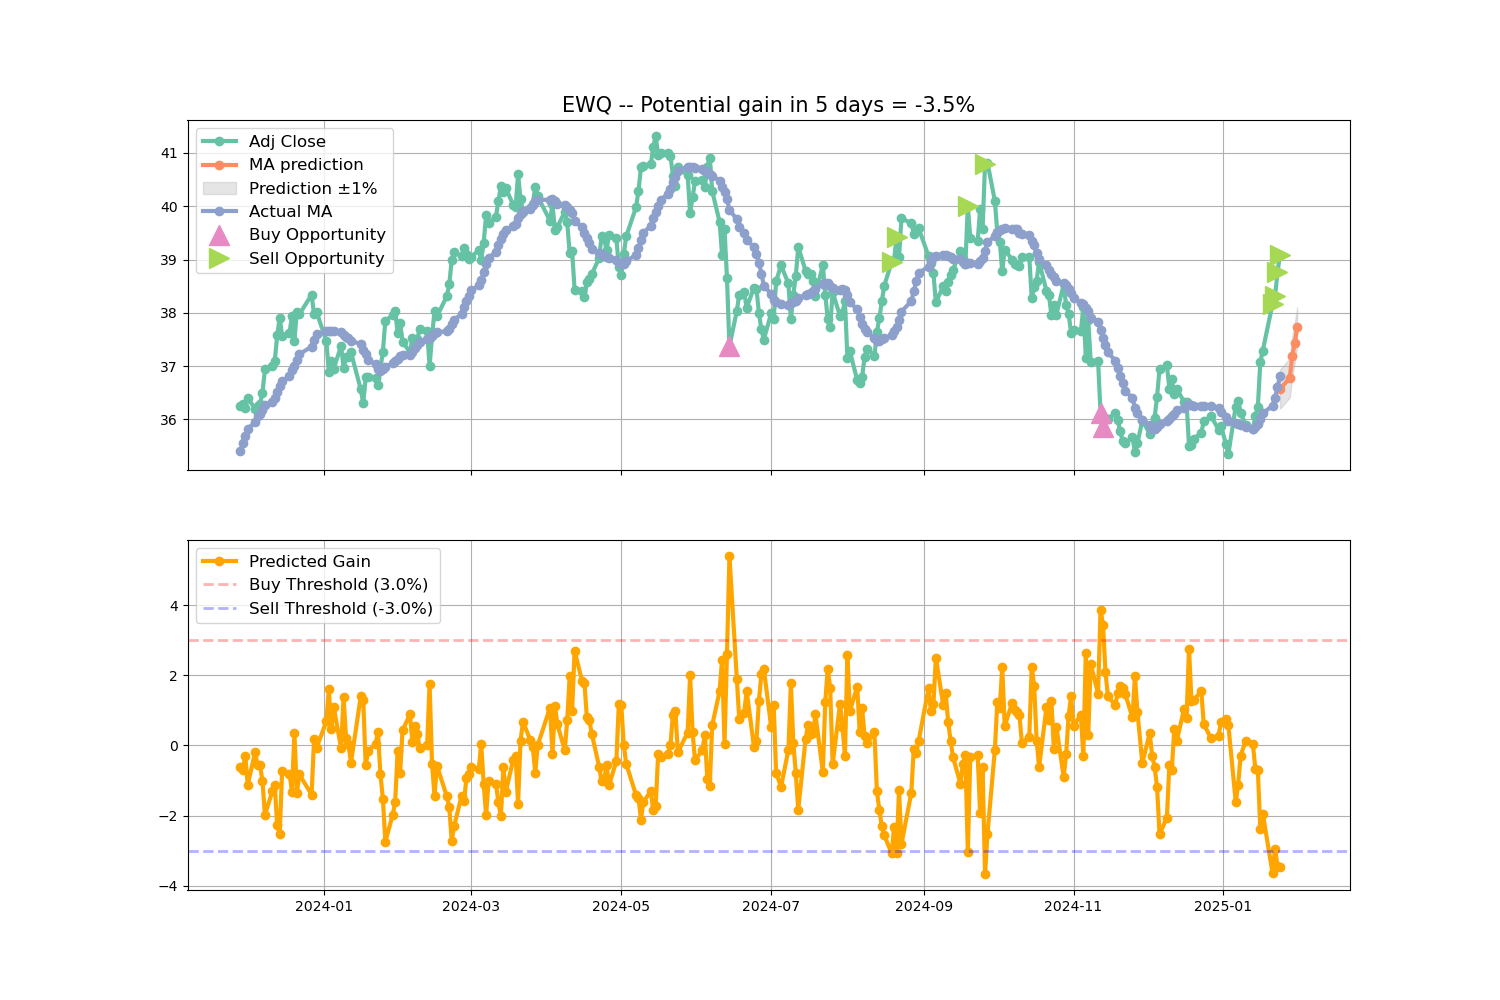 EWQ -- Potential gain in 5 days = -3.5%
Adj Close
MA prediction
Prediction ±1%
Actual MA
Buy Opportunity
Sell Opportunity
41
40
39
38
37
36
Predicted Gain
Buy Threshold (3.0%)
Sell Threshold (-3.0%)
4
2
0
−2
−4
2024-01 2024-03 2024-05 2024-07 2024-09 2024-11 2025-01